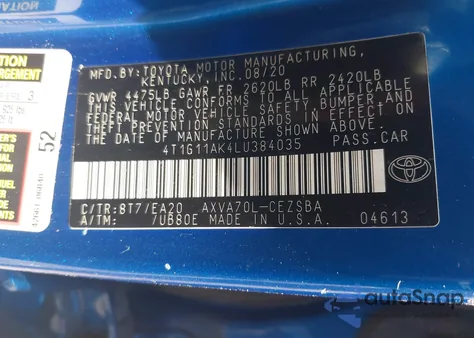 MFD.BY:TOYOTA MOTOR MANUFACTURING,
KENTUCKY, INC. 08/20
GVWR 4475LB GAWR FR 2620LB RR 2420LB
THIS VEHICLE CONFORMS TO ALL APPLICABLE
FEDERAL MOTOR VEHICLE SAFETY, BUMPER, AND
THEFT PREVENTION STANDARDS IN EFFECT ON
THE DATE OF MANUFACTURE SHOWN ABOVE.
4T1G11AK4LU384035 PASS.CAR
TOYOTA
C/TR:8T7/EA20 AXVA70L-CEZSBA
A/TM: /UB80E MADE IN U.S.A. 04613
52
autoSnap